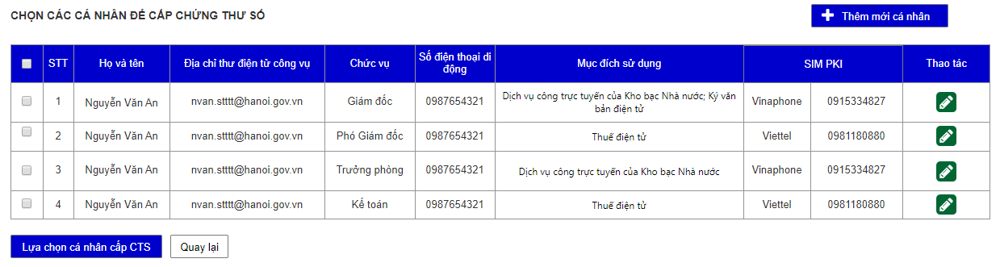 CHỌN CÁC CÁ NHÂN ĐỂ CẤP CHỨNG THƯ SỐ
Thêm mới cá nhân
STT Họ và tên Địa chỉ thư điện tử công vụ Chức vụ Số điện thoại di động Mục đích sử dụng SIM PKI Thao tác
1 Nguyễn Văn An nvan.stttt@hanoi.gov.vn Giám đốc 0987654321 Dịch vụ công trực tuyến của Kho bạc Nhà nước; Ký văn bản điện tử Vinaphone 0915334827
2 Nguyễn Văn An nvan.stttt@hanoi.gov.vn Phó Giám đốc 0987654321 Thuế điện tử Viettel 0981180880
3 Nguyễn Văn An nvan.stttt@hanoi.gov.vn Trưởng phòng 0987654321 Dịch vụ công trực tuyến của Kho bạc Nhà nước Vinaphone 0915334827
4 Nguyễn Văn An nvan.stttt@hanoi.gov.vn Kế toán 0987654321 Thuế điện tử Viettel 0981180880
Lựa chọn cá nhân cấp CTS Quay lại